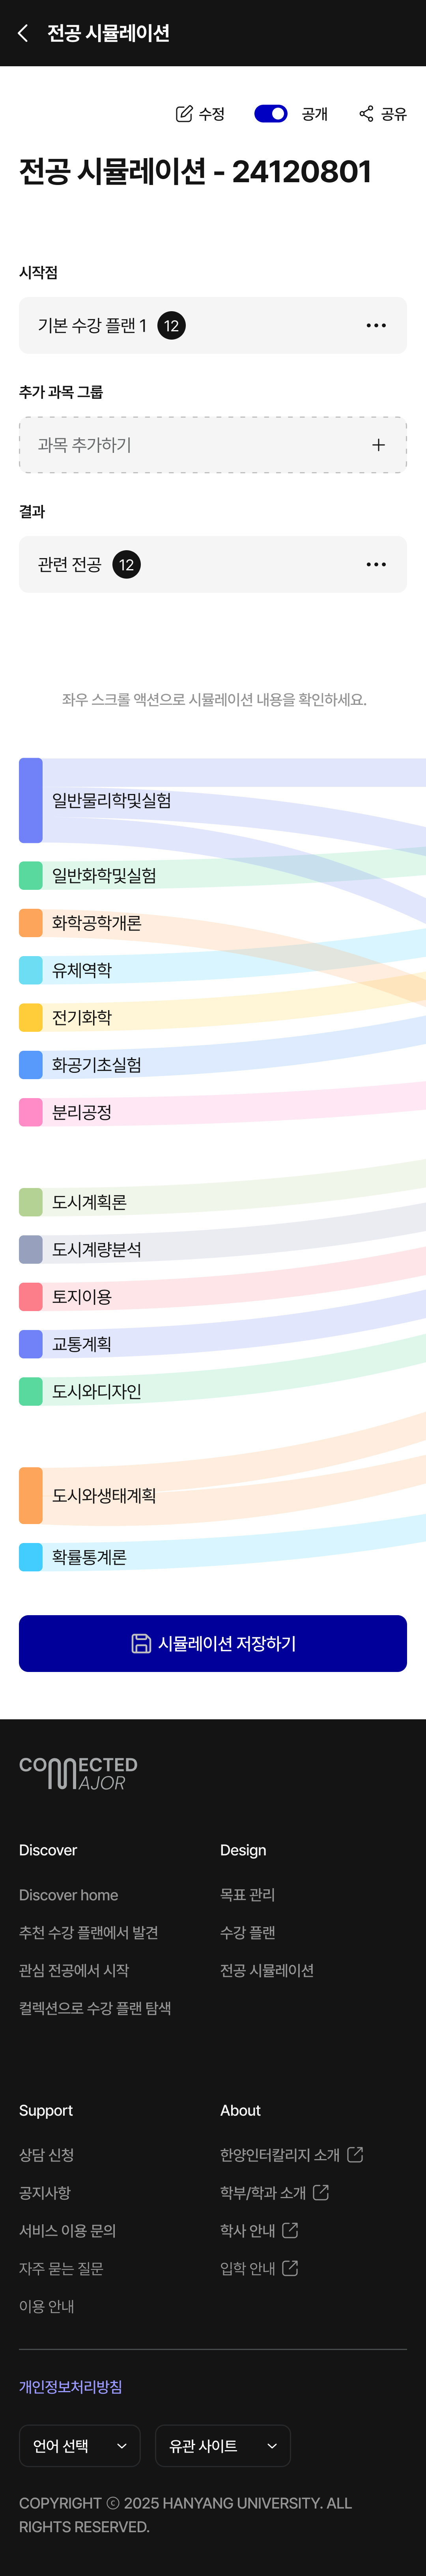 전공 시뮬레이션
수정 공개 공유
전공 시뮬레이션 - 24120801
시작점
기본 수강 플랜 1 12
추가 과목 그룹
과목 추가하기
결과
관련 전공 12
좌우 스크롤 액션으로 시뮬레이션 내용을 확인하세요.
일반물리학및실험
일반화학및실험
화학공학개론
유체역학
전기화학
화공기초실험
분리공정
도시계획론
도시계량분석
토지이용
교통계획
도시와디자인
도시와생태계획
확률통계론
시뮬레이션 저장하기
CONNECTED
MAJOR
Discover
Discover home
추천 수강 플랜에서 발견
관심 전공에서 시작
컬렉션으로 수강 플랜 탐색
Design
목표 관리
수강 플랜
전공 시뮬레이션
Support
상담 신청
공지사항
서비스 이용 문의
자주 묻는 질문
이용 안내
About
한양인터칼리지 소개
학부/학과 소개
학사 안내
입학 안내
개인정보처리방침
언어 선택 유관 사이트
COPYRIGHT ⓒ 2025 HANYANG UNIVERSITY. ALL
RIGHTS RESERVED.